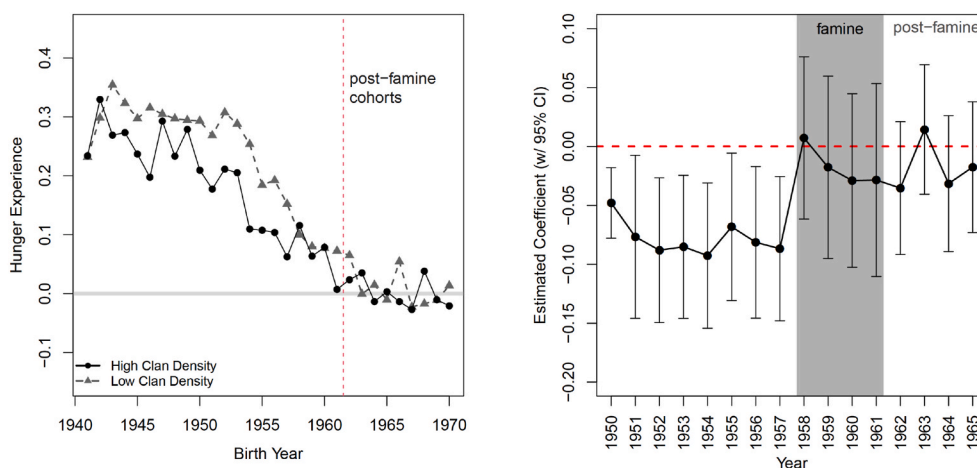 Hunger Experience
0.4
0.3
0.2
0.1
0.0
−0.1
post−famine
cohorts
High Clan Density
Low Clan Density
1940 1945 1950 1955 1960 1965 1970
Birth Year
Estimated Coefficient (w/ 95% CI)
0.10
0.05
0.00
−0.05
−0.10
−0.15
−0.20
famine
post−famine
1950 1951 1952 1953 1954 1955 1956 1957 1958 1959 1960 1961 1962 1963 1964 1965
Year